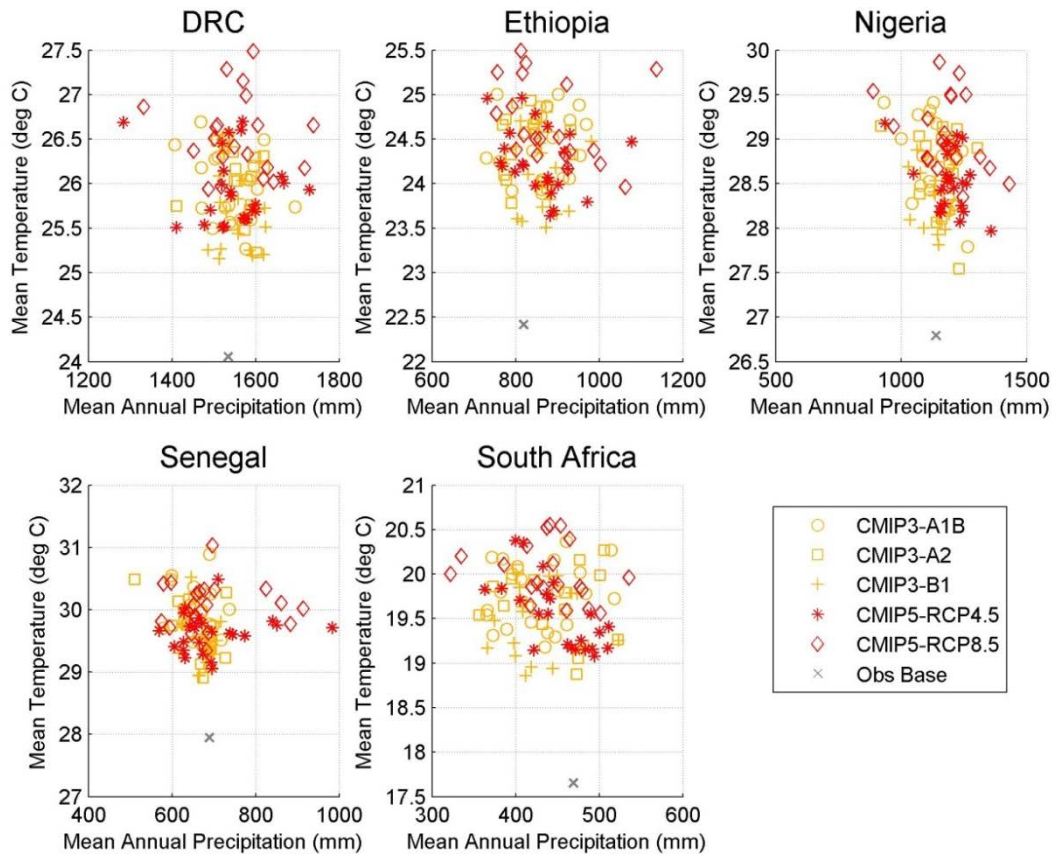 DRC
Ethiopia
Nigeria
Mean Temperature (deg C)
27.5
27
26.5
26
25.5
25
24.5
24
1200 1400 1600 1800
Mean Annual Precipitation (mm)
Mean Temperature (deg C)
25.5
25
24.5
24
23.5
23
22.5
22
600 800 1000 1200
Mean Annual Precipitation (mm)
Mean Temperature (deg C)
30
29.5
29
28.5
28
27.5
27
26.5
500 1000 1500
Mean Annual Precipitation (mm)
Senegal
South Africa
Mean Temperature (deg C)
32
31
30
29
28
27
400 600 800 1000
Mean Annual Precipitation (mm)
Mean Temperature (deg C)
21
20.5
20
19.5
19
18.5
18
17.5
300 400 500 600
Mean Annual Precipitation (mm)
CMIP3-A1B
CMIP3-A2
CMIP3-B1
CMIP5-RCP4.5
CMIP5-RCP8.5
Obs Base